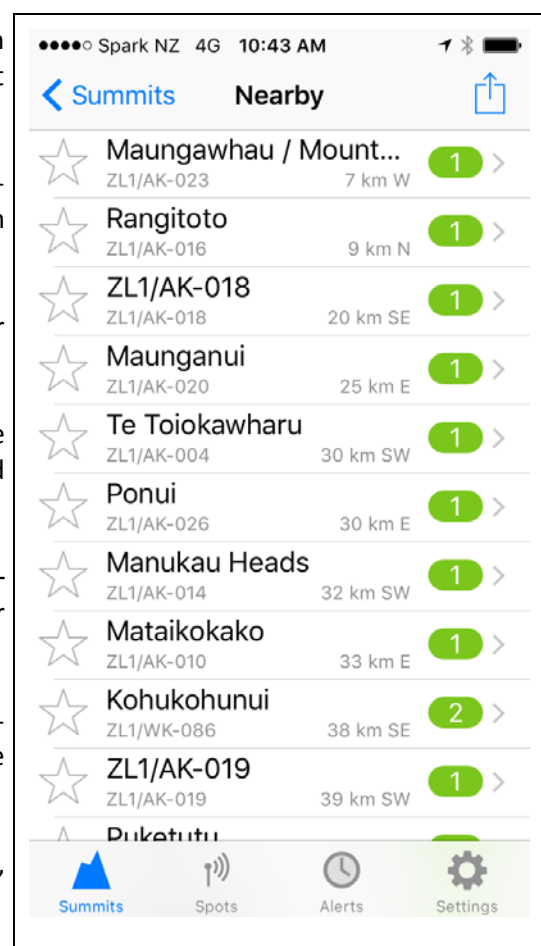 Spark NZ 4G 10:43 AM
Summits Nearby
Maungawhau / Mount...
ZL1/AK-023 7 km W 1
Rangitoto
ZL1/AK-016 9 km N 1
ZL1/AK-018
ZL1/AK-018 20 km SE 1
Maunganui
ZL1/AK-020 25 km E 1
Te Toiokawharu
ZL1/AK-004 30 km SW 1
Ponui
ZL1/AK-026 30 km E 1
Manukau Heads
ZL1/AK-014 32 km SW 1
Mataikokako
ZL1/AK-010 33 km E 1
Kohukohunui
ZL1/WK-086 38 km SE 2
ZL1/AK-019
ZL1/AK-019 39 km SW 1
Puketutu
Summits Spots Alerts Settings